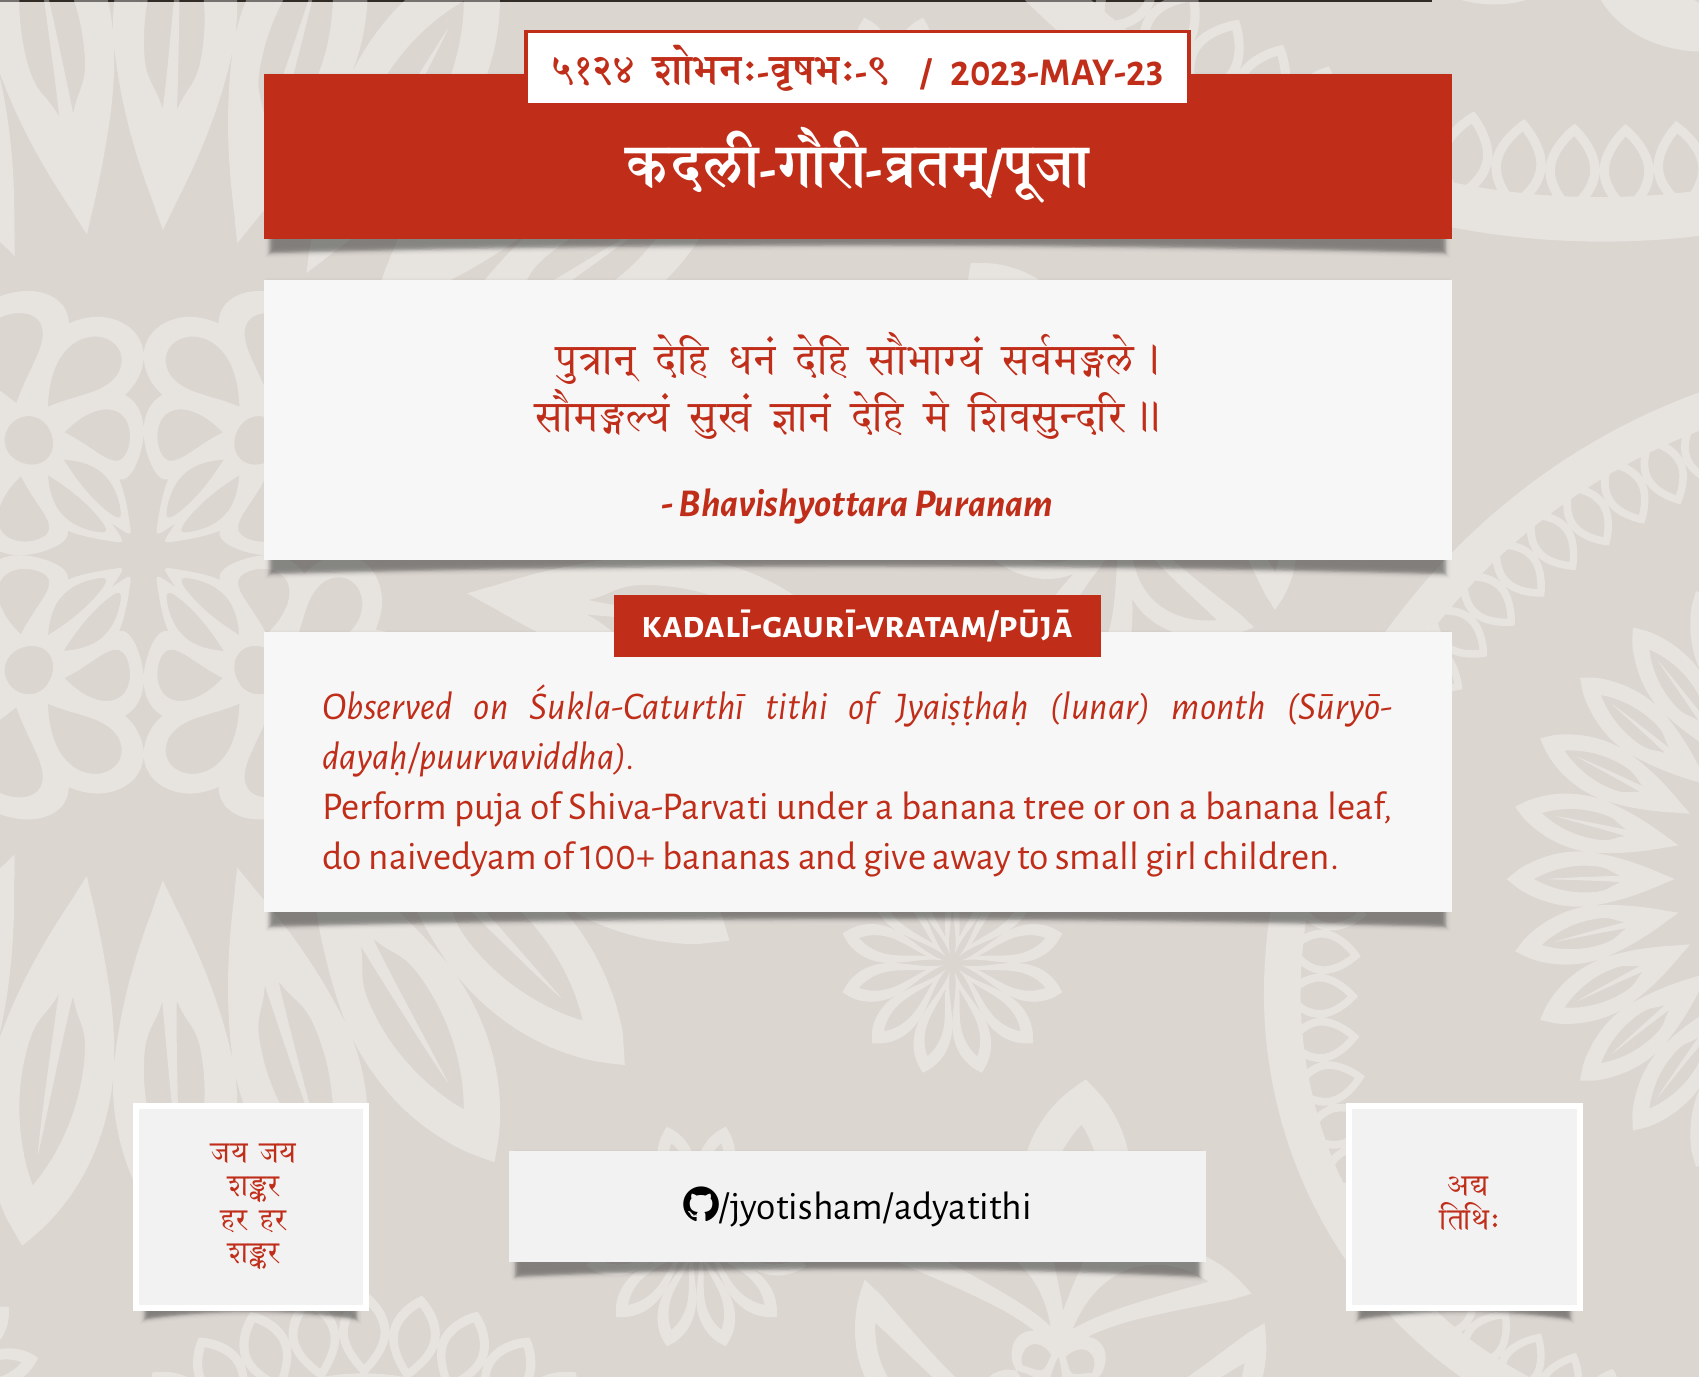 ५१२४ शोभनः-वृषभः-९ / 2023-MAY-23
कदली-गौरी-व्रतम्/पूजा
पुत्रान् देहि धनं देहि सौभाग्यं सर्वमङ्गले ।
सौमङ्गल्यं सुखं ज्ञानं देहि मे शिवसुन्दरि ॥
- Bhavishyottara Puranam
KADALĪ-GAURĪ-VRATAM/PŪJĀ
Observed on Śukla-Caturthī tithi of Jyaiṣṭhaḥ (lunar) month (Sūryō-
dayaḥ/puurvaviddha).
Perform puja of Shiva-Parvati under a banana tree or on a banana leaf,
do naivedyam of 100+ bananas and give away to small girl children.
जय जय
शङ्कर
हर हर
शङ्कर
/jyotisham/adyatithi
अद्य
तिथिः